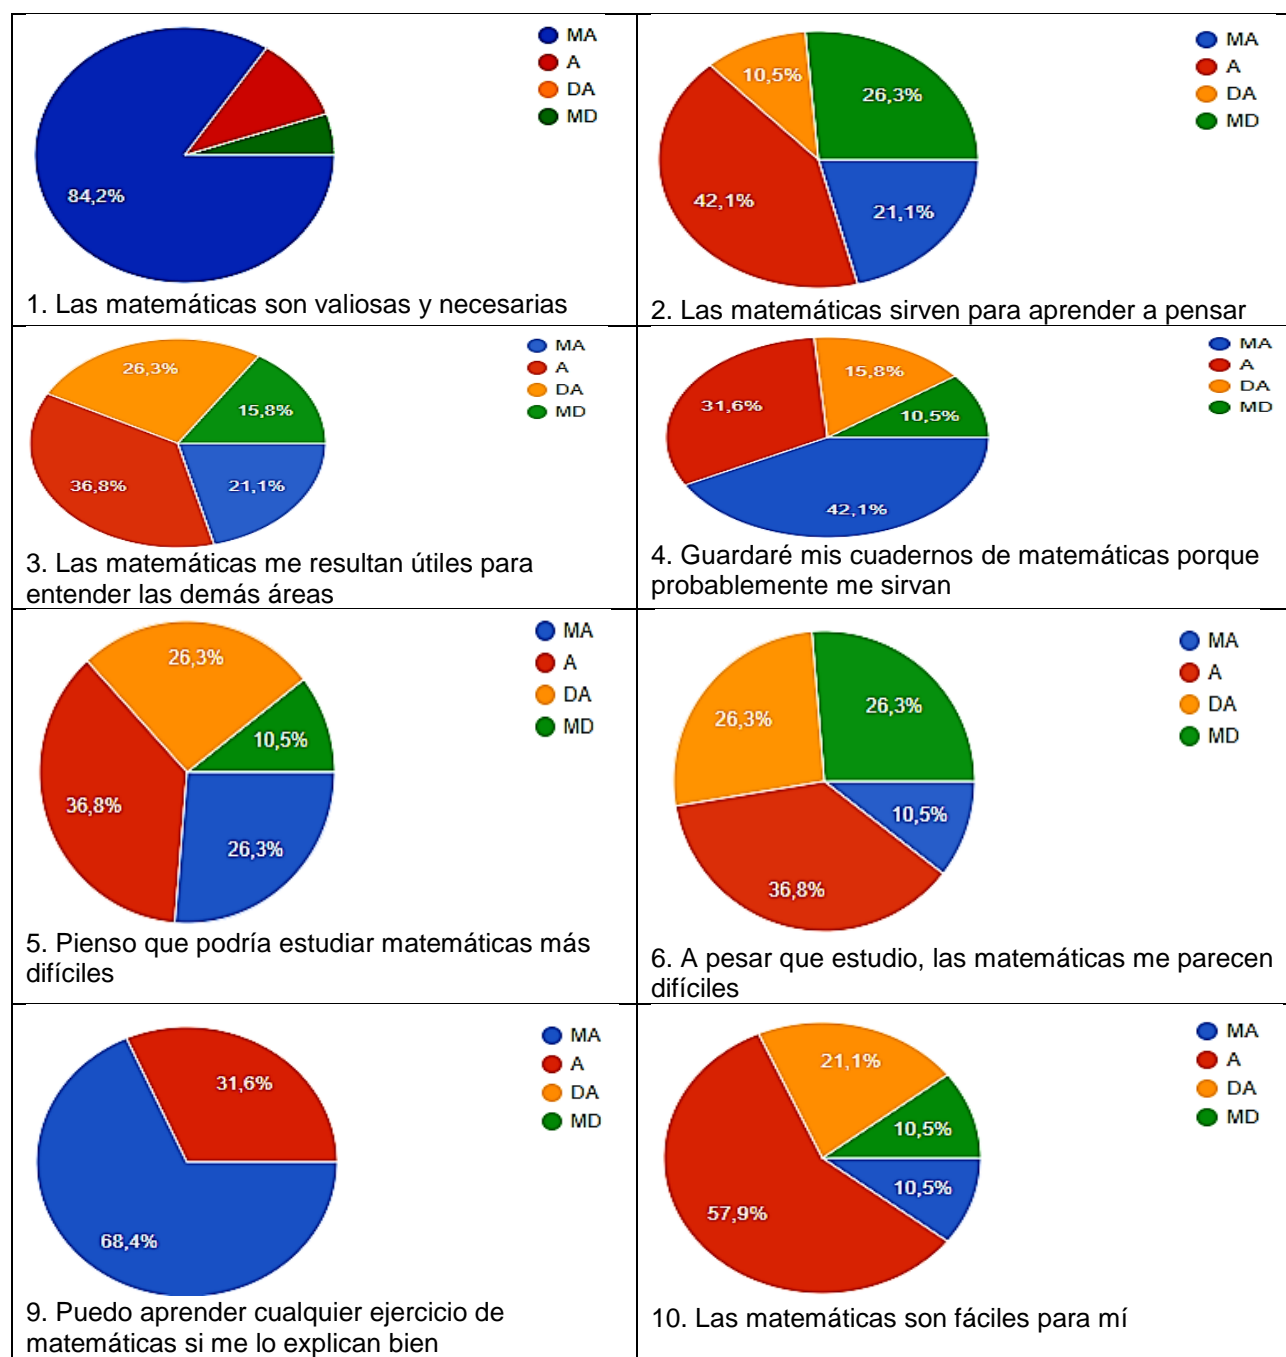 MA
A
DA
MD
84,2%
1. Las matemáticas son valiosas y necesarias
MA
A
DA
MD
10,5%
26,3%
42,1%
21,1%
2. Las matemáticas sirven para aprender a pensar
MA
A
DA
MD
26,3%
15,8%
36,8%
21,1%
3. Las matemáticas me resultan útiles para
entender las demás áreas
MA
A
DA
MD
31,6%
15,8%
10,5%
42,1%
4. Guardaré mis cuadernos de matemáticas porque
probablemente me sirvan
MA
A
DA
MD
26,3%
10,5%
36,8%
26,3%
5. Pienso que podría estudiar matemáticas más
difíciles
MA
A
DA
MD
26,3%
26,3%
10,5%
36,8%
6. A pesar que estudio, las matemáticas me parecen
difíciles
MA
A
DA
MD
31,6%
68,4%
9. Puedo aprender cualquier ejercicio de
matemáticas si me lo explican bien
MA
A
DA
MD
21,1%
10,5%
10,5%
57,9%
10. Las matemáticas son fáciles para mí